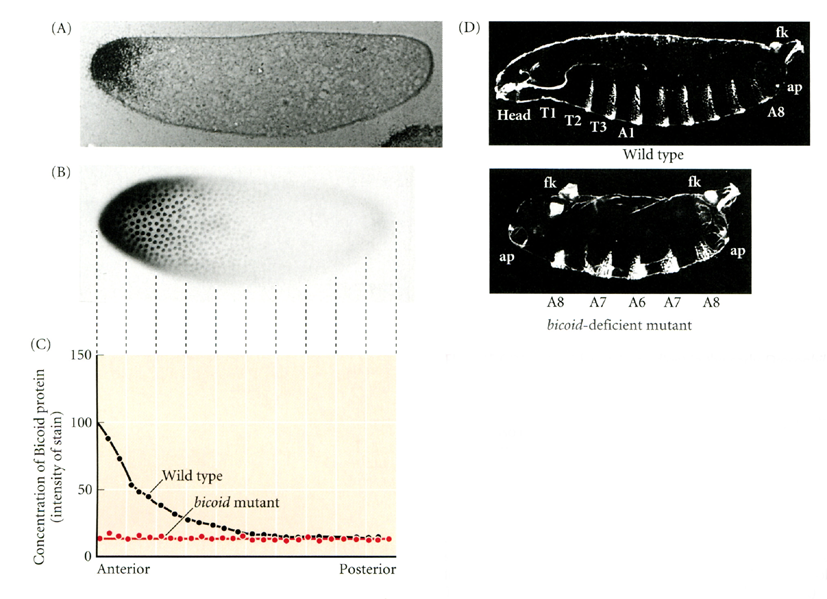 (A)
(B)
(C)
Concentration of Bicoid protein
(intensity of stain)
150
100
50
0
Wild type
bicoid mutant
Anterior
Posterior
(D)
fk
ap
Head
T1
T2
T3
A1
A8
Wild type
fk
fk
ap
ap
A8
A7
A6
A7
A8
bicoid-deficient mutant